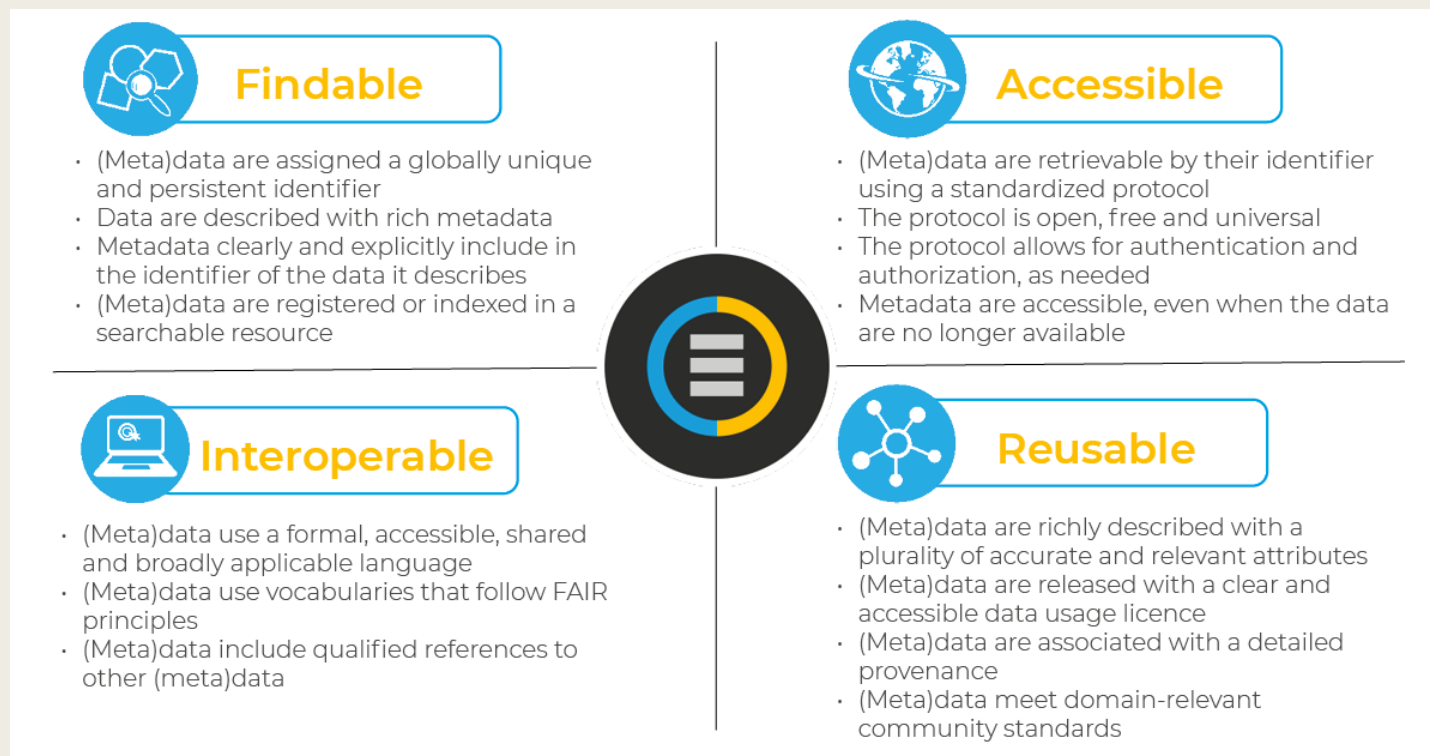 Findable
• (Meta)data are assigned a globally unique
and persistent identifier
• Data are described with rich metadata
• Metadata clearly and explicitly include in
the identifier of the data it describes
• (Meta)data are registered or indexed in a
searchable resource
Accessible
• (Meta)data are retrievable by their identifier
using a standardized protocol
• The protocol is open, free and universal
• The protocol allows for authentication and
authorization, as needed
• Metadata are accessible, even when the data
are no longer available
Interoperable
• (Meta)data use a formal, accessible, shared
and broadly applicable language
• (Meta)data use vocabularies that follow FAIR
principles
• (Meta)data include qualified references to
other (meta)data
Reusable
• (Meta)data are richly described with a
plurality of accurate and relevant attributes
• (Meta)data are released with a clear and
accessible data usage licence
• (Meta)data are associated with a detailed
provenance
• (Meta)data meet domain-relevant
community standards